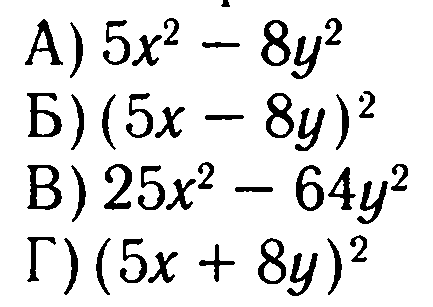 А) 5x² − 8y²
Б) (5x − 8y)²
В) 25x² − 64y²
Г) (5x + 8y)²